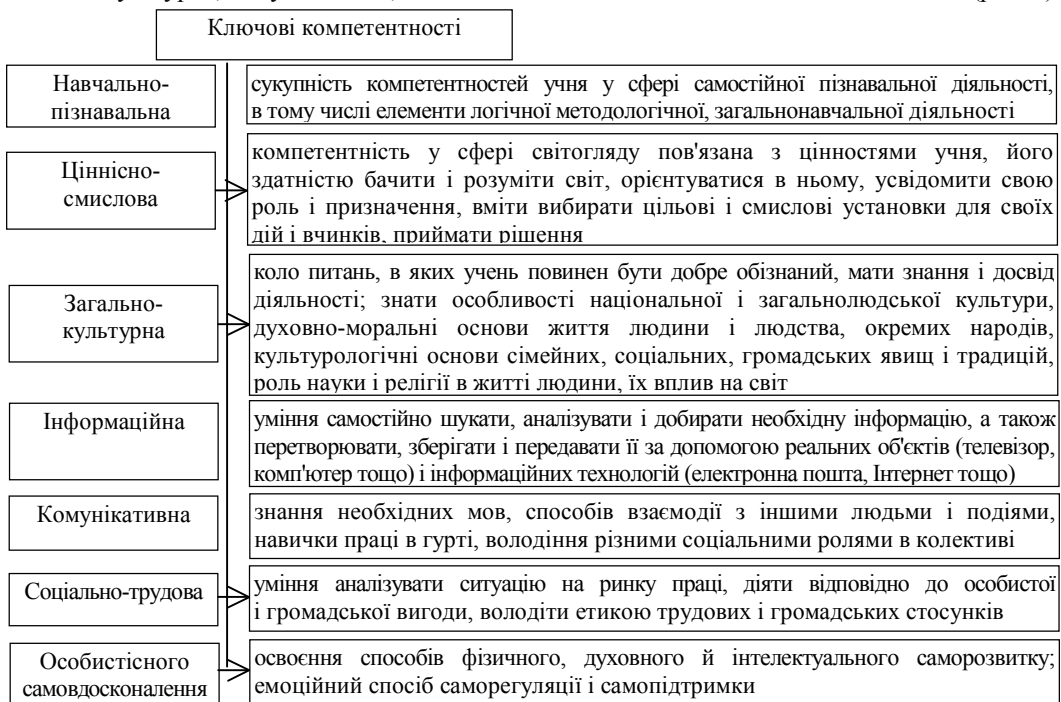 Ключові компетентності
Навчально-
пізнавальна
сукупність компетентностей учня у сфері самостійної пізнавальної діяльності,
в тому числі елементи логічної методологічної, загальнонавчальної діяльності
Ціннісно-
смислова
компетентність у сфері світогляду пов'язана з цінностями учня, його
здатністю бачити і розуміти світ, орієнтуватися в ньому, усвідомити свою
роль і призначення, вміти вибирати цільові і смислові установки для своїх
дій і вчинків, приймати рішення
Загально-
культурна
коло питань, в яких учень повинен бути добре обізнаний, мати знання і досвід
діяльності; знати особливості національної і загальнолюдської культури,
духовно-моральні основи життя людини і людства, окремих народів,
культурологічні основи сімейних, соціальних, громадських явищ і традицій,
роль науки і релігії в житті людини, їх вплив на світ
Інформаційна
уміння самостійно шукати, аналізувати і добирати необхідну інформацію, а також
перетворювати, зберігати і передавати її за допомогою реальних об'єктів (телевізор,
комп'ютер тощо) і інформаційних технологій (електронна пошта, Інтернет тощо)
Комунікативна
знання необхідних мов, способів взаємодії з іншими людьми і подіями,
навички праці в гурті, володіння різними соціальними ролями в колективі
Соціально-трудова
уміння аналізувати ситуацію на ринку праці, діяти відповідно до особистої
і громадської вигоди, володіти етикою трудових і громадських стосунків
Особистісного
самовдосконалення
освоєння способів фізичного, духовного й інтелектуального саморозвитку;
емоційний спосіб саморегуляції і самопідтримки